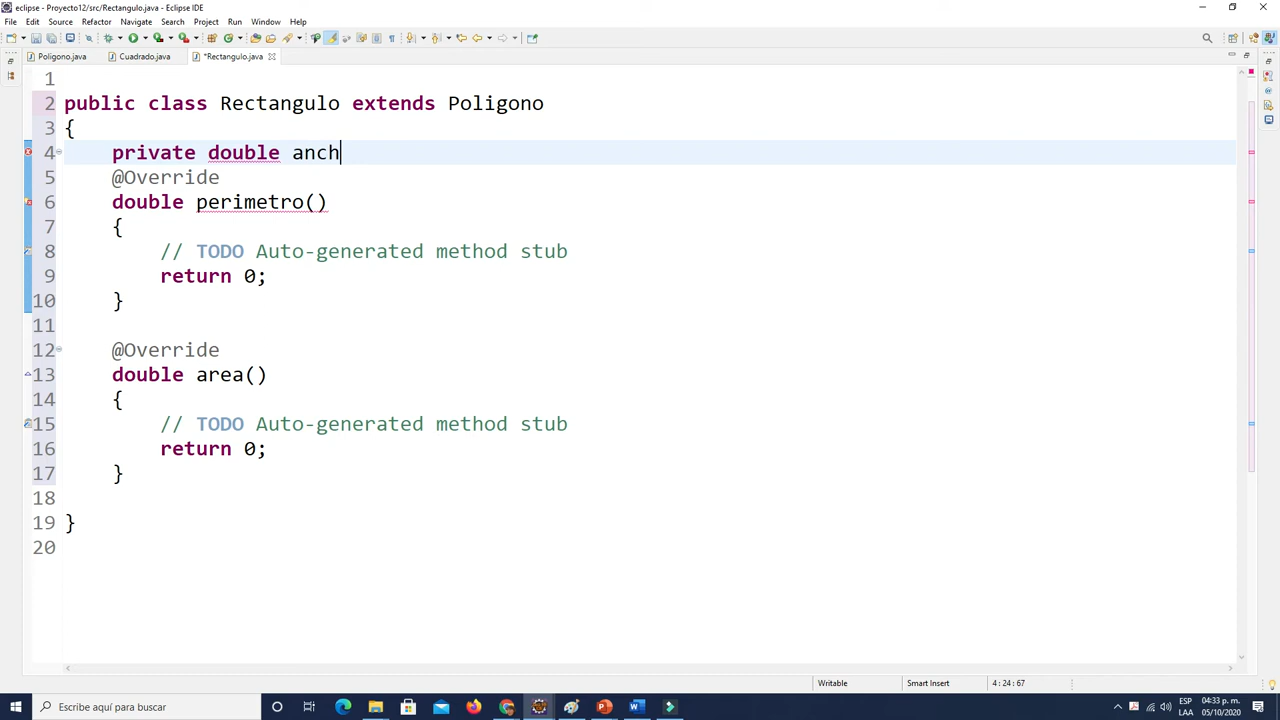 eclipse - Proyecto12/src/Rectangulo.java - Eclipse IDE
File Edit Source Refactor Navigate Search Project Run Window Help
Poligono.java Cuadrado.java *Rectangulo.java
1
2 public class Rectangulo extends Poligono
3 {
4 private double anch
5 @Override
6 double perimetro()
7 {
8 // TODO Auto-generated method stub
9 return 0;
10 }
11
12 @Override
13 double area()
14 {
15 // TODO Auto-generated method stub
16 return 0;
17 }
18
19 }
20
Writable Smart Insert 4 : 24 : 67
Escribe aquí para buscar
ESP 04:33 p. m.
LAA 05/10/2020